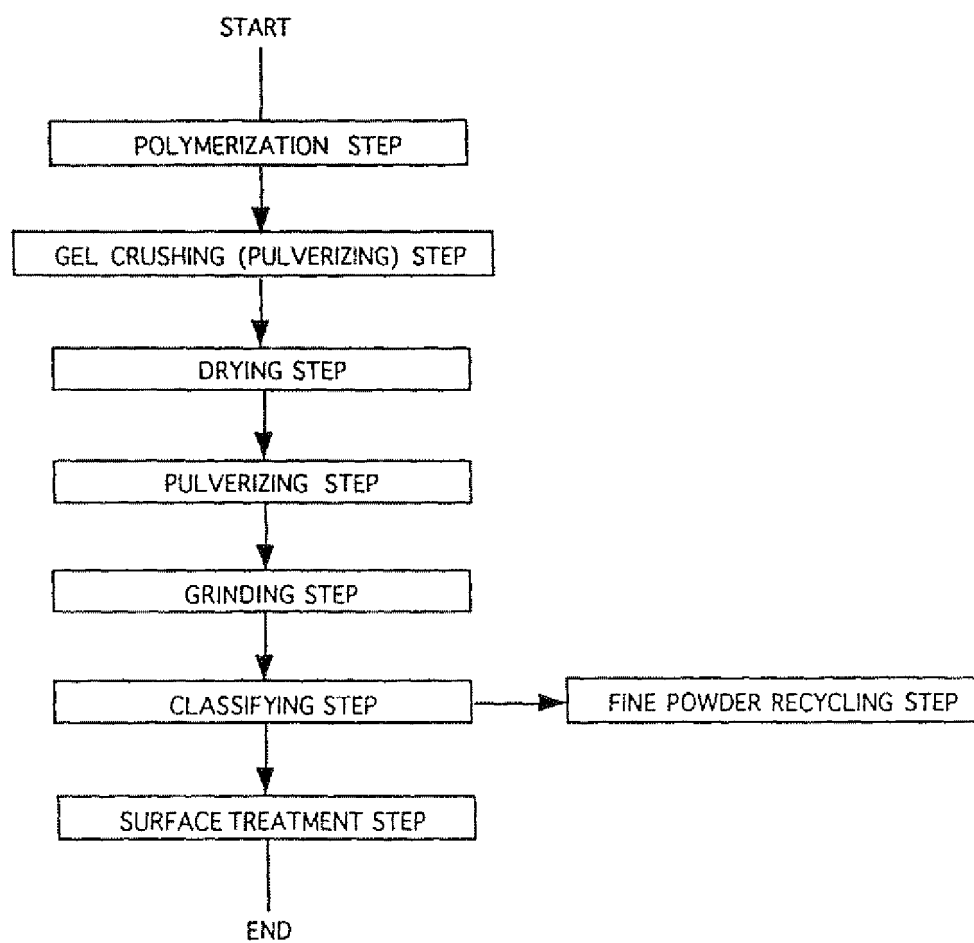 START
POLYMERIZATION STEP
GEL CRUSHING (PULVERIZING) STEP
DRYING STEP
PULVERIZING STEP
GRINDING STEP
CLASSIFYING STEP
FINE POWDER RECYCLING STEP
SURFACE TREATMENT STEP
END